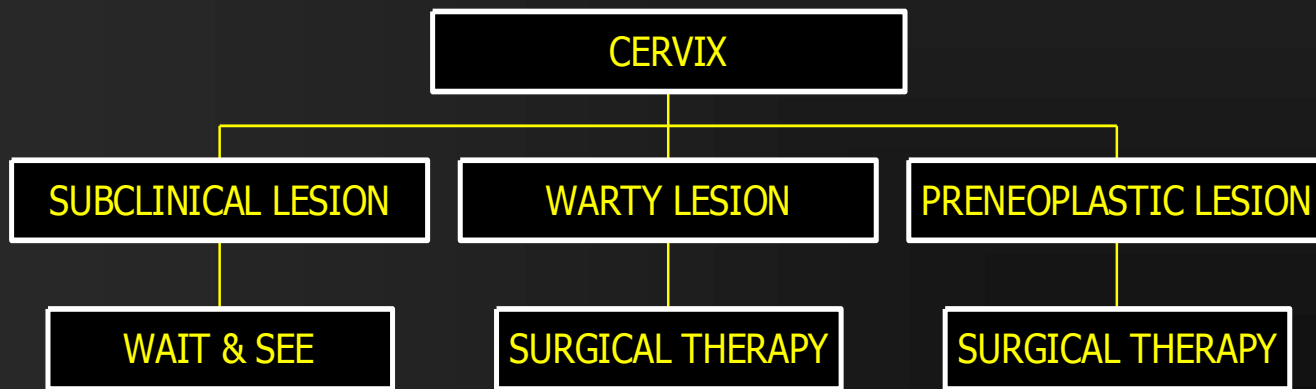 CERVIX
SUBCLINICAL LESION
WARTY LESION
PRENEOPLASTIC LESION
WAIT & SEE
SURGICAL THERAPY
SURGICAL THERAPY